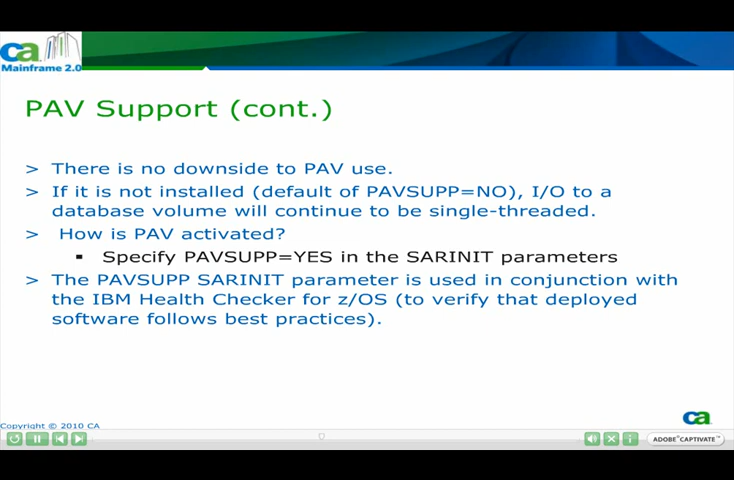 ca
Mainframe 2.0
PAV Support (cont.)
> There is no downside to PAV use.
> If it is not installed (default of PAVSUPP=NO), I/O to a
database volume will continue to be single-threaded.
> How is PAV activated?
▪ Specify PAVSUPP=YES in the SARINIT parameters
> The PAVSUPP SARINIT parameter is used in conjunction with
the IBM Health Checker for z/OS (to verify that deployed
software follows best practices).
ca
Copyright © 2010 CA
ADOBE® CAPTIVATE™